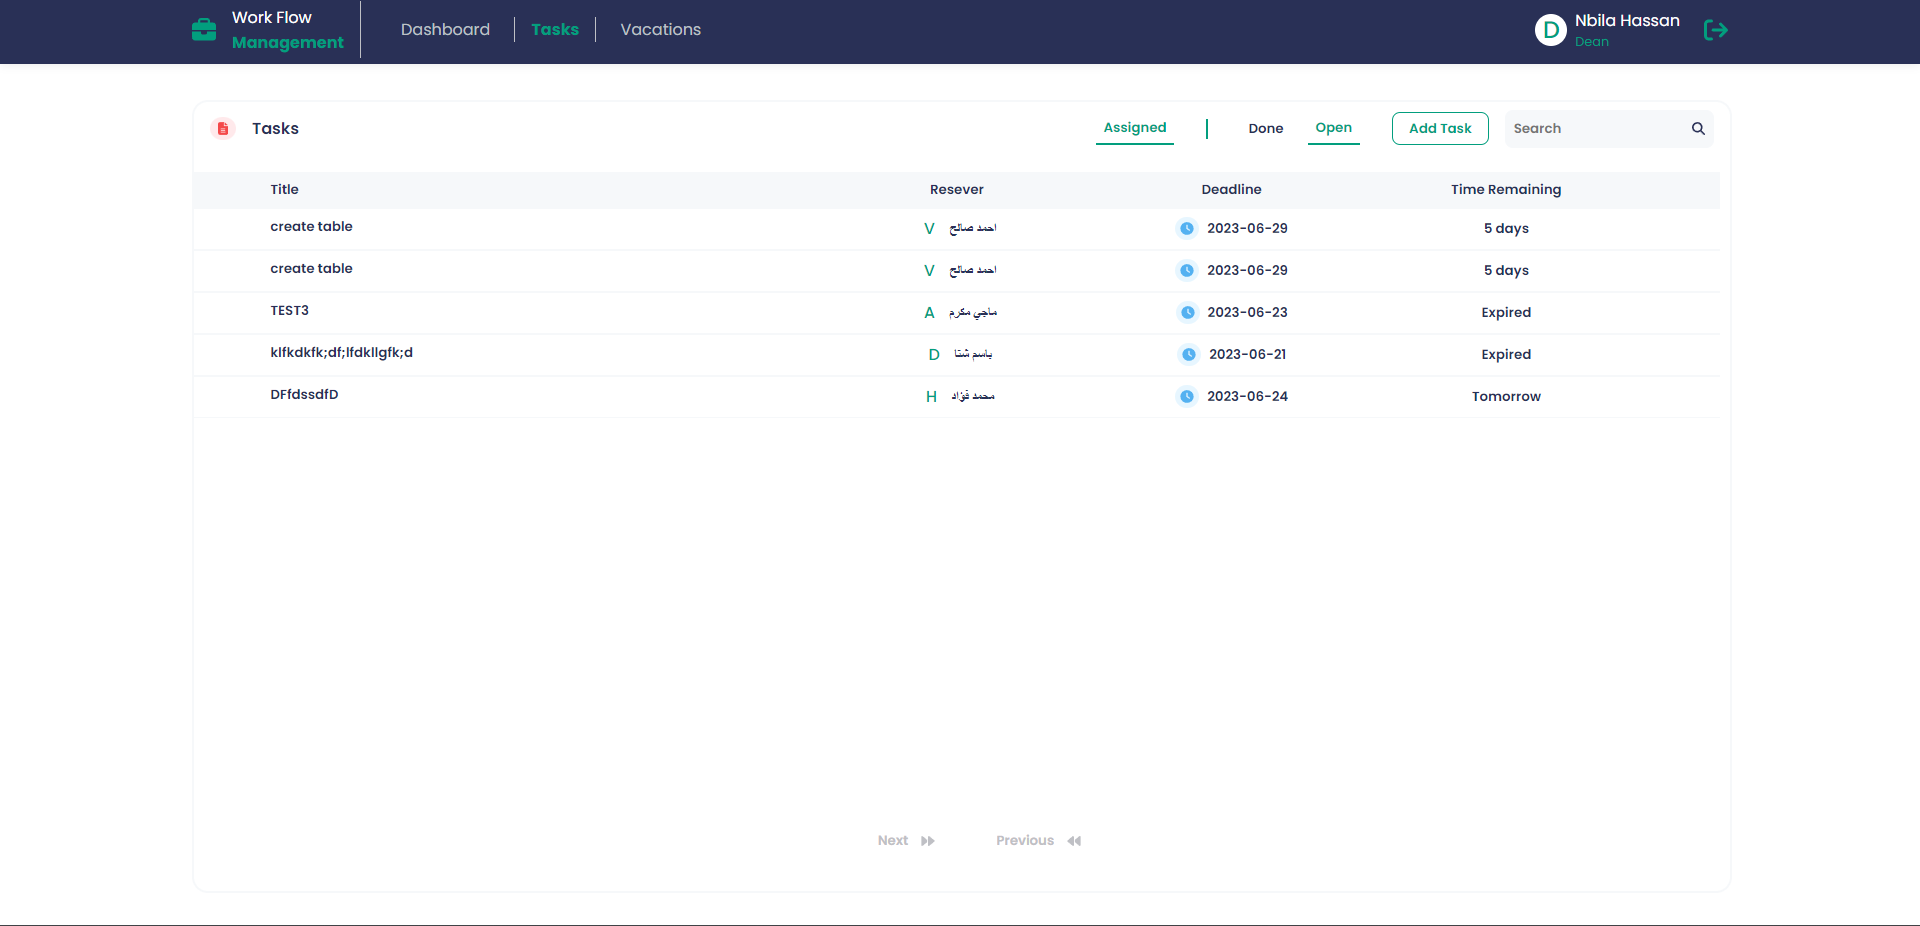 Work Flow
Management
Dashboard
Tasks
Vacations
D
Nbila Hassan
Dean
Tasks
Assigned
Done
Open
Add Task
Search
Title Resever Deadline Time Remaining
create table V احمد صالح 2023-06-29 5 days
create table V احمد صالح 2023-06-29 5 days
TEST3 A ماجي مكرم 2023-06-23 Expired
klfkdkfk;df;lfdkllgfk;d D باسم شتا 2023-06-21 Expired
DFfdssdfD H محمد فؤاد 2023-06-24 Tomorrow
Next Previous